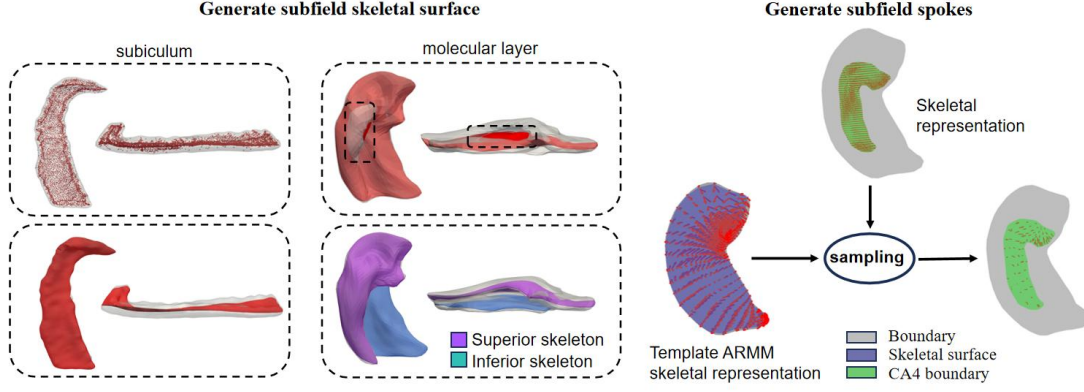 Generate subfield skeletal surface
subiculum
molecular layer
Superior skeleton
Inferior skeleton
Generate subfield spokes
Skeletal
representation
sampling
Template ARMM
skeletal representation
Boundary
Skeletal surface
CA4 boundary